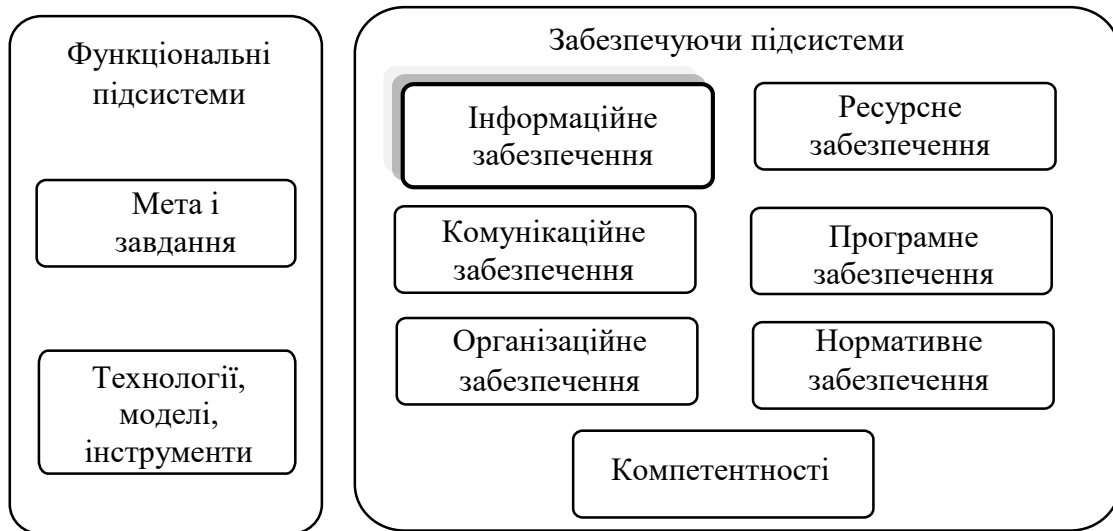 Функціональні
підсистеми
Мета і
завдання
Технології,
моделі,
інструменти
Забезпечуючи підсистеми
Інформаційне
забезпечення
Ресурсне
забезпечення
Комунікаційне
забезпечення
Програмне
забезпечення
Організаційне
забезпечення
Нормативне
забезпечення
Компетентності